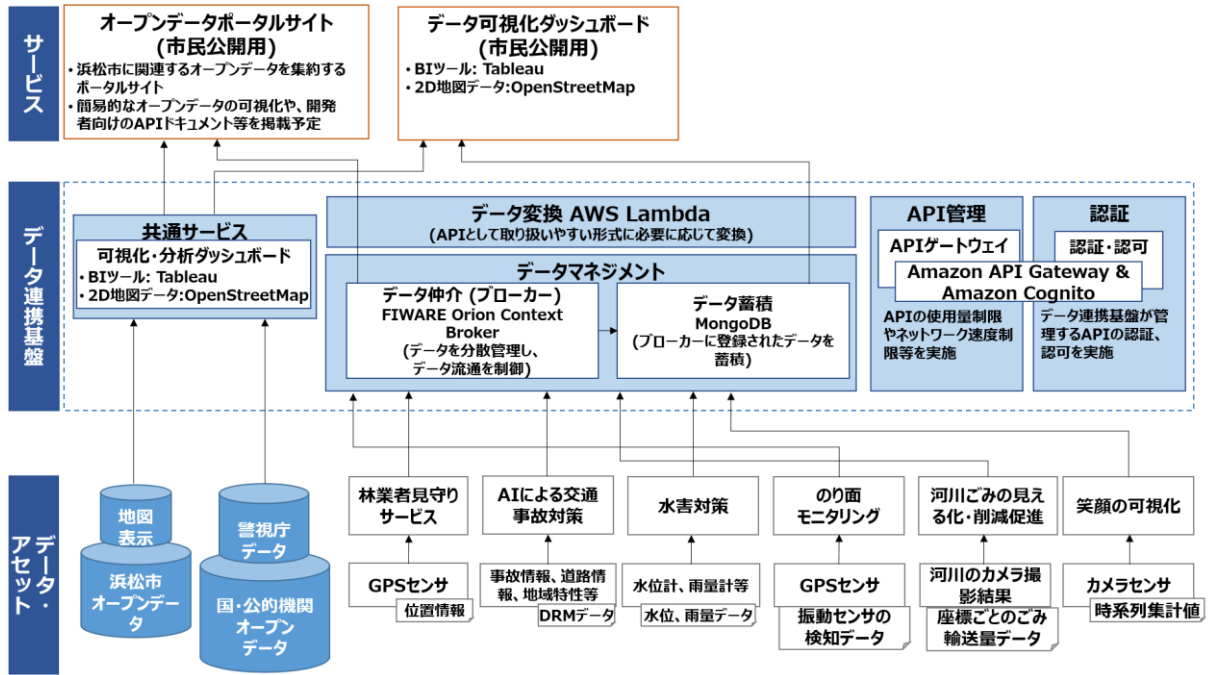 サービス
オープンデータポータルサイト
(市民公開用)
・浜松市に関連するオープンデータを集約する
ポータルサイト
・簡易的なオープンデータの可視化や、開発
者向けのAPIドキュメント等を掲載予定
データ可視化ダッシュボード
(市民公開用)
・BIツール: Tableau
・2D地図データ:OpenStreetMap
データ連携基盤
共通サービス
可視化・分析ダッシュボード
・BIツール: Tableau
・2D地図データ:OpenStreetMap
データ変換 AWS Lambda
(APIとして取り扱いやすい形式に必要に応じて変換)
データマネジメント
データ仲介 (ブローカー)
FIWARE Orion Context
Broker
(データを分散管理し、
データ流通を制御)
データ蓄積
MongoDB
(ブローカーに登録されたデータを
蓄積)
API管理
APIゲートウェイ
認証
認証・認可
Amazon API Gateway &
Amazon Cognito
APIの使用量制限
やネットワーク速度制
限等を実施
データ連携基盤が管
理するAPIの認証、
認可を実施
データ・
アセット
地図
表示
浜松市
オープンデー
タ
警視庁
データ
国・公的機関
オープン
データ
林業者見守り
サービス
GPSセンサ
位置情報
AIによる交通
事故対策
事故情報、道路情
報、地域特性等
DRMデータ
水害対策
水位計、雨量計等
水位、雨量データ
のり面
モニタリング
GPSセンサ
振動センサの
検知データ
河川ごみの見え
る化・削減促進
河川のカメラ撮
影結果
座標ごとのごみ
輸送量データ
笑顔の可視化
カメラセンサ
時系列集計値